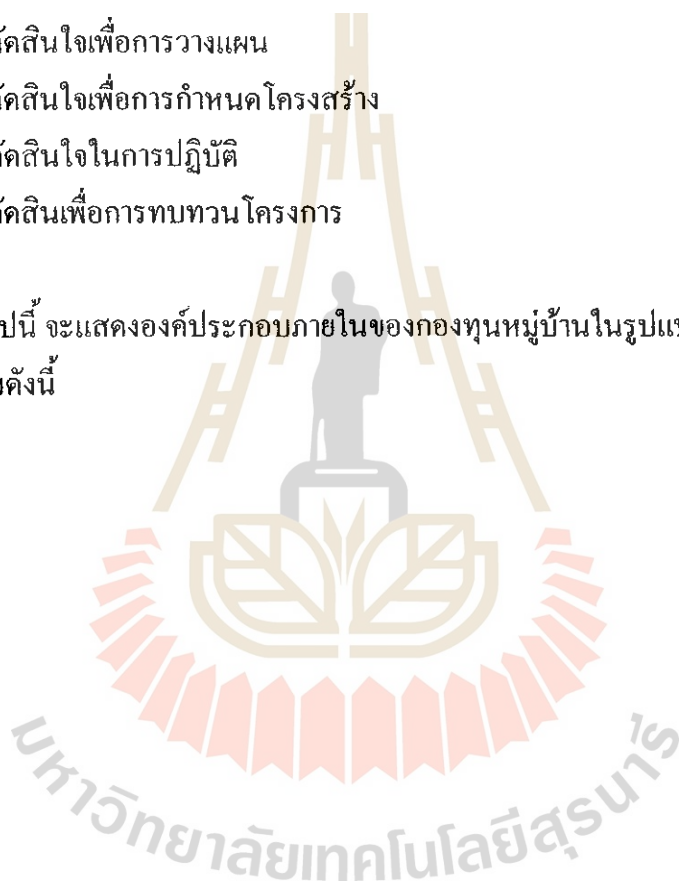 ตัดสินใจเพื่อการวางแผน
ตัดสินใจเพื่อการกำหนดโครงสร้าง
ตัดสินใจในการปฏิบัติ
ตัดสินเพื่อการทบทวนโครงการ
จะแสดงองค์ประกอบภายในของกองทุนหมู่บ้านในรูปแ
ดังนี้
มหาวิทยาลัยเทคโนโลยีสุรนารี